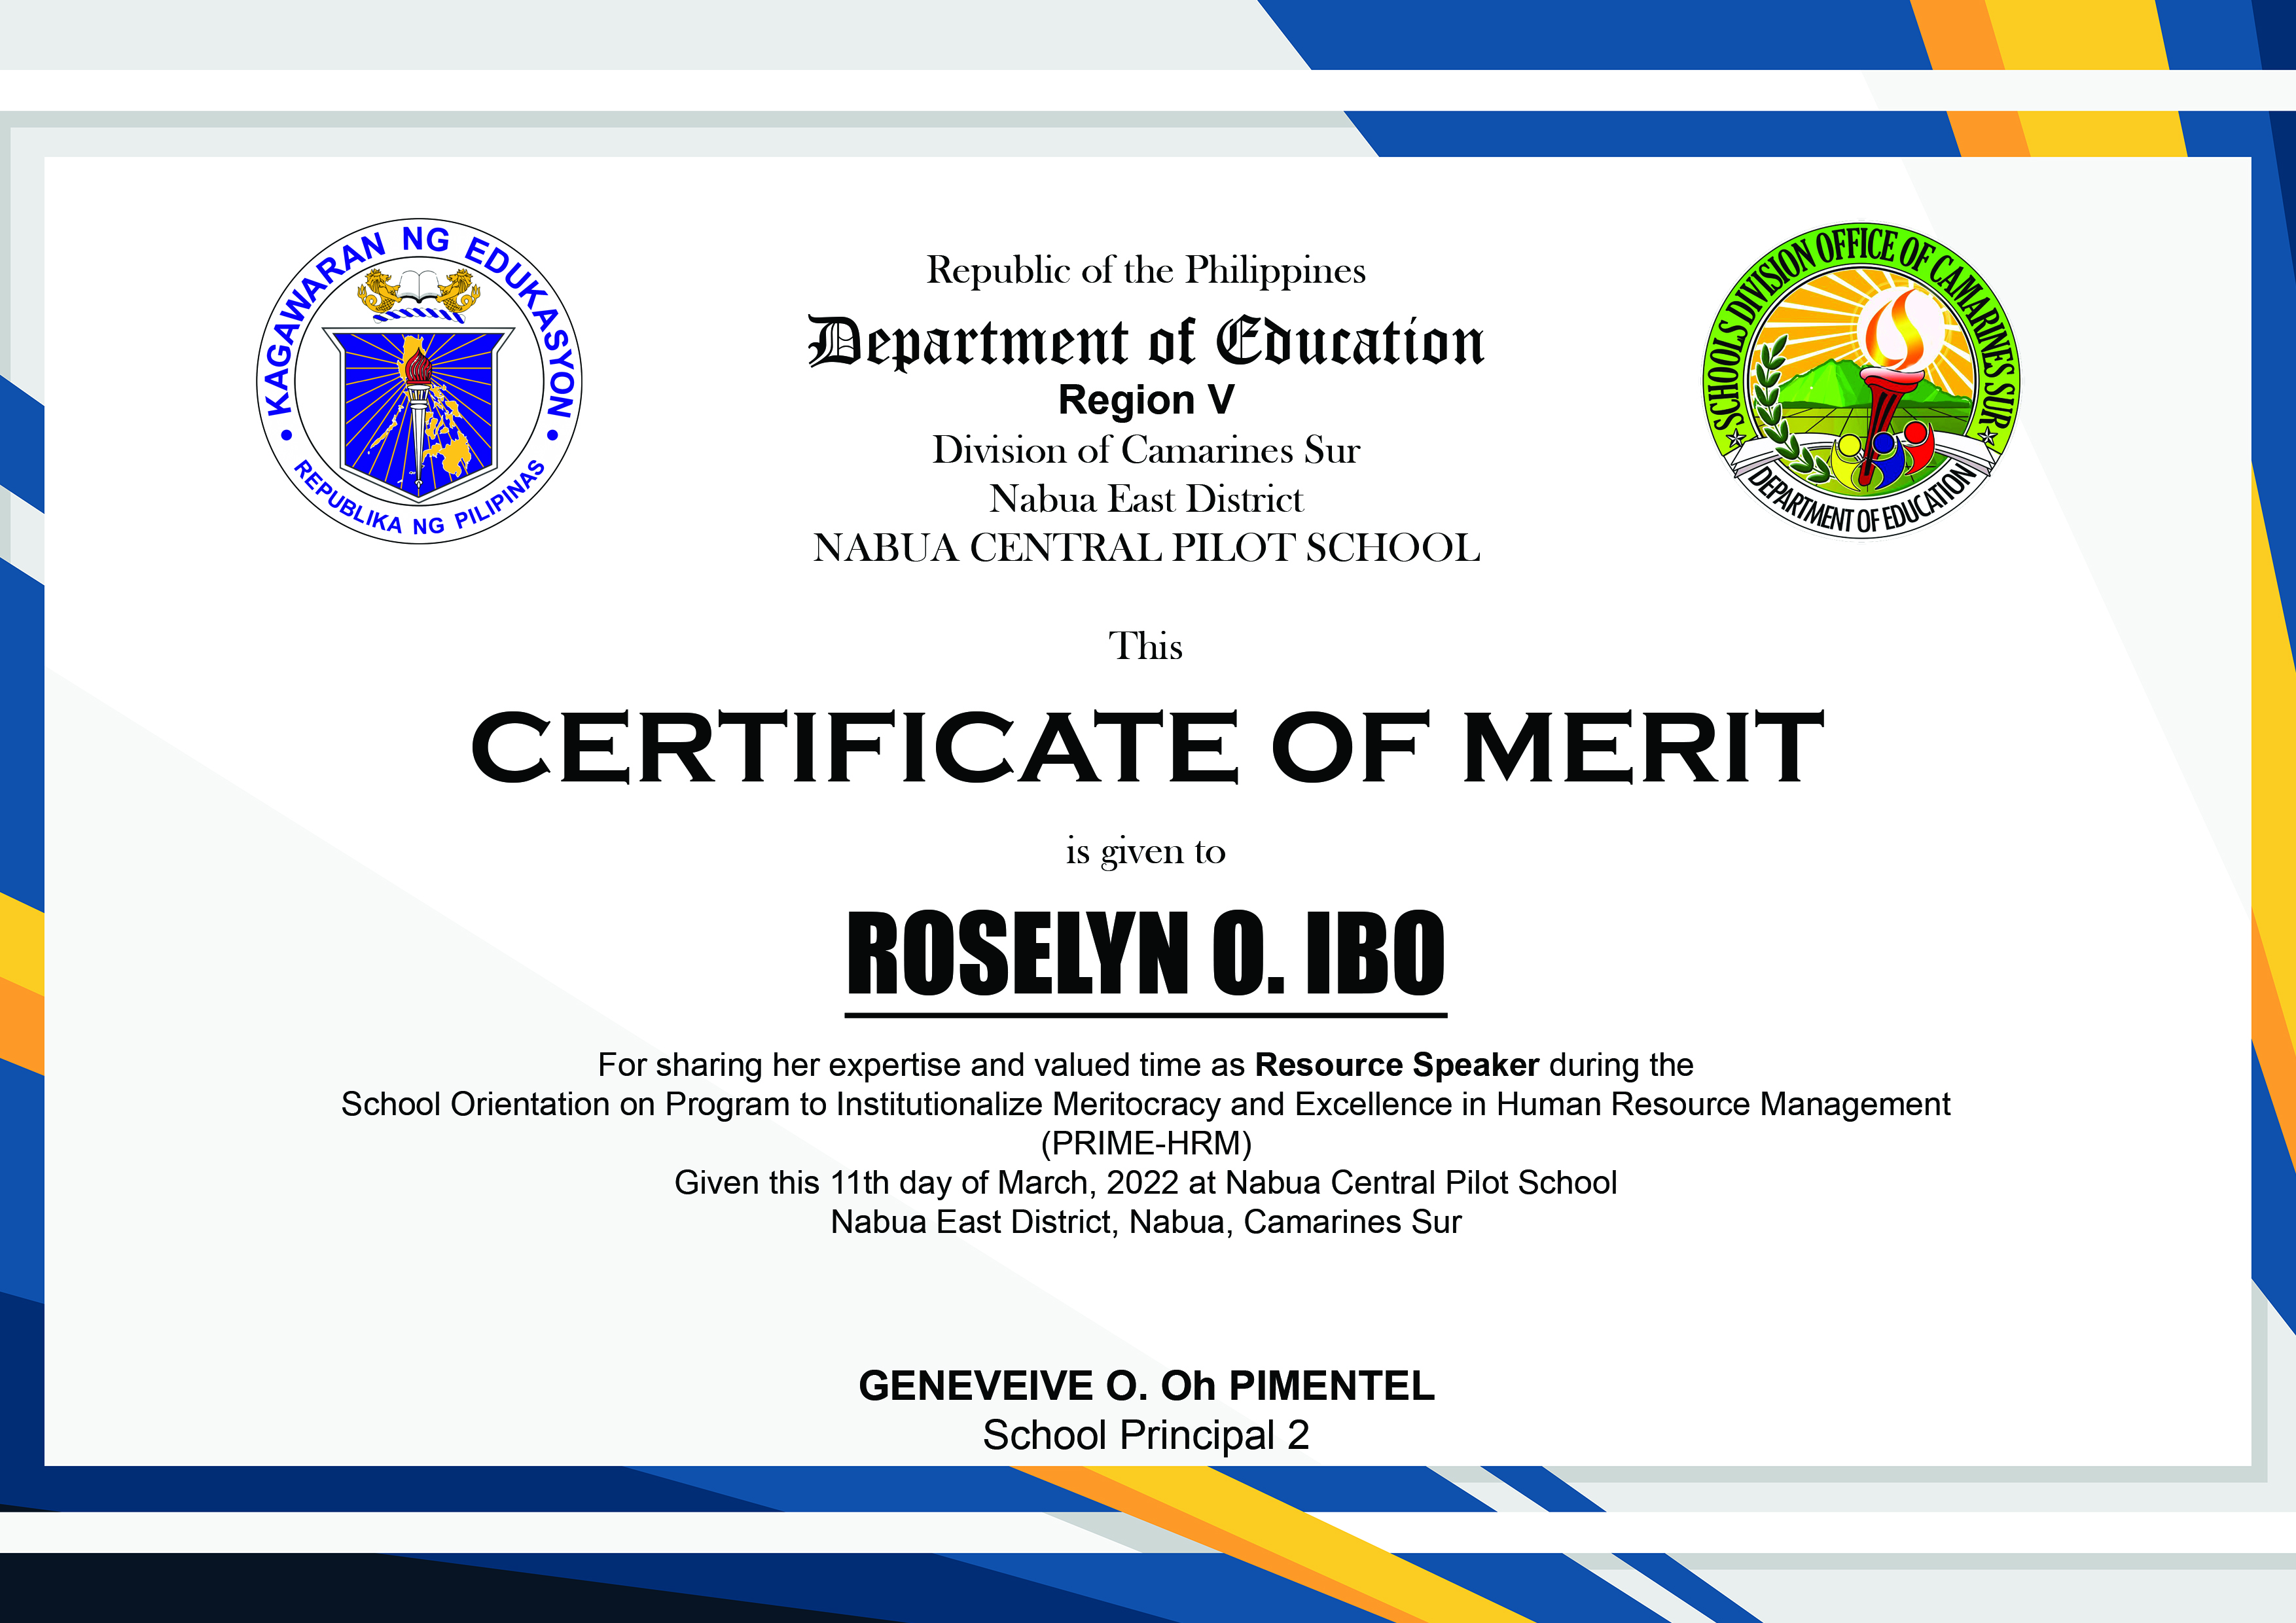 KAGAWARAN NG EDUKASYON
REPUBLIKA NG PILIPINAS
Republic of the Philippines
Department of Education
Region V
Division of Camarines Sur
Nabua East District
NABUA CENTRAL PILOT SCHOOL
SCHOOLS DIVISION OFFICE OF CAMARINES SUR
DEPARTMENT OF EDUCATION
This
CERTIFICATE OF MERIT
is given to
ROSELYN O. IBO
For sharing her expertise and valued time as Resource Speaker during the
School Orientation on Program to Institutionalize Meritocracy and Excellence in Human Resource Management
(PRIME-HRM)
Given this 11th day of March, 2022 at Nabua Central Pilot School
Nabua East District, Nabua, Camarines Sur
GENEVEIVE O. Oh PIMENTEL
School Principal 2